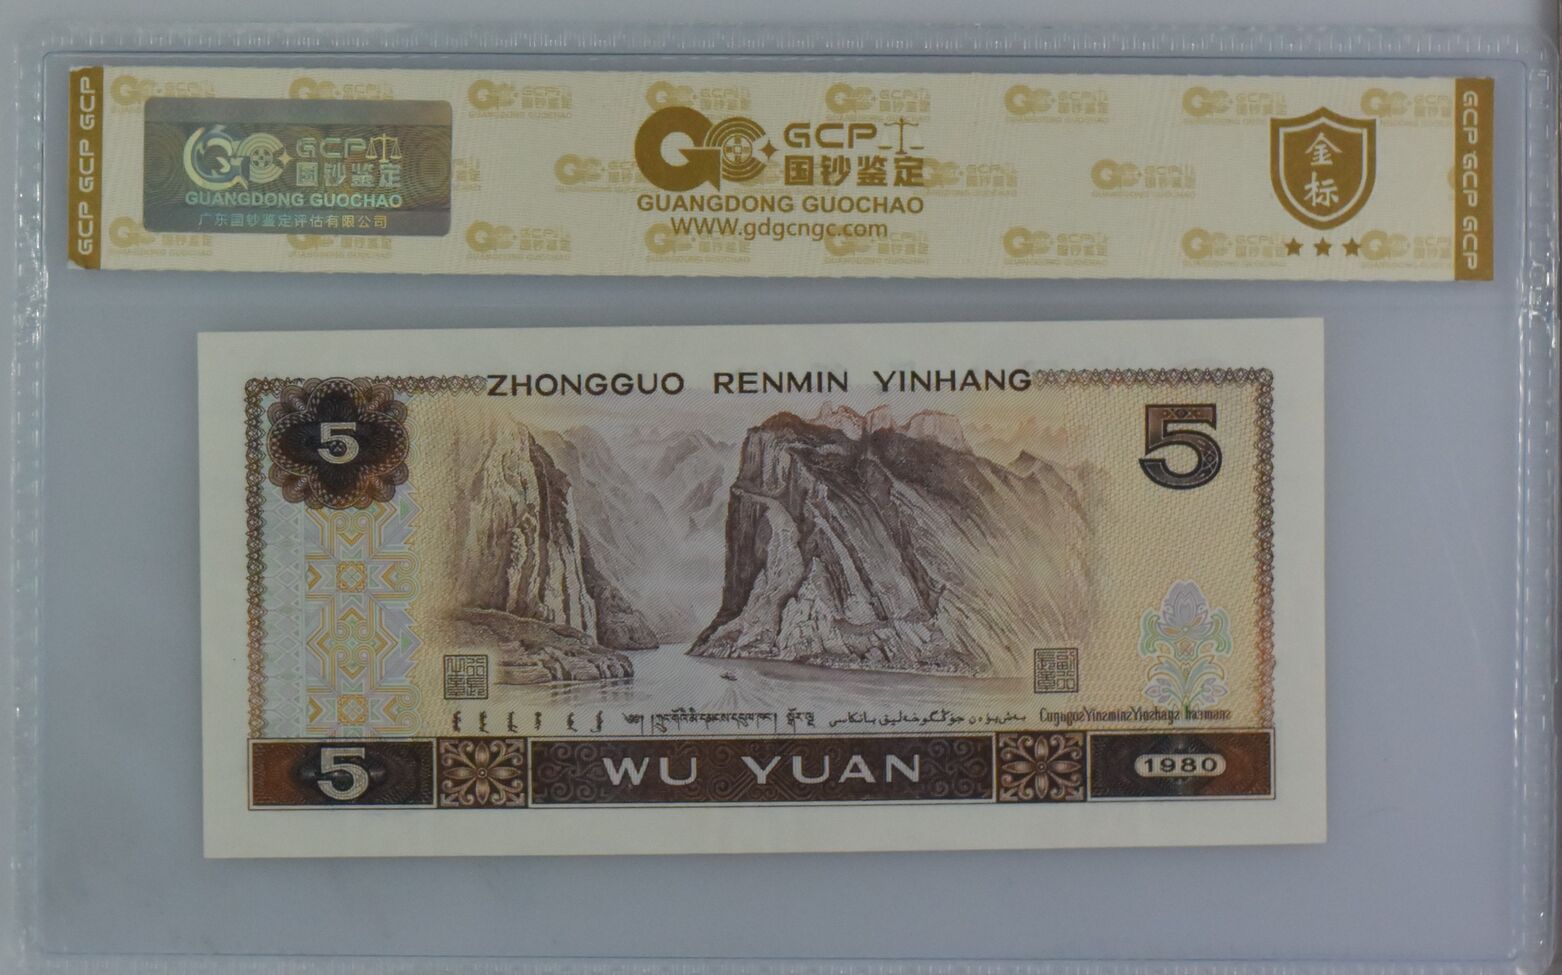 GCP GCP GCP
GCP
国钞鉴定
GUANGDONG GUOCHAO
广东国钞鉴定评估有限公司
GCP
国钞鉴定
GUANGDONG GUOCHAO
WWW.gdgcngc.com
金标
GCP GCP GCP
ZHONGGUO RENMIN YINHANG
5
5
5
WU YUAN
1980